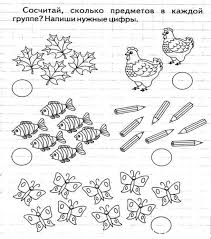 Сосчитай, сколько предметов в каждой
группе? Напиши нужные цифры.